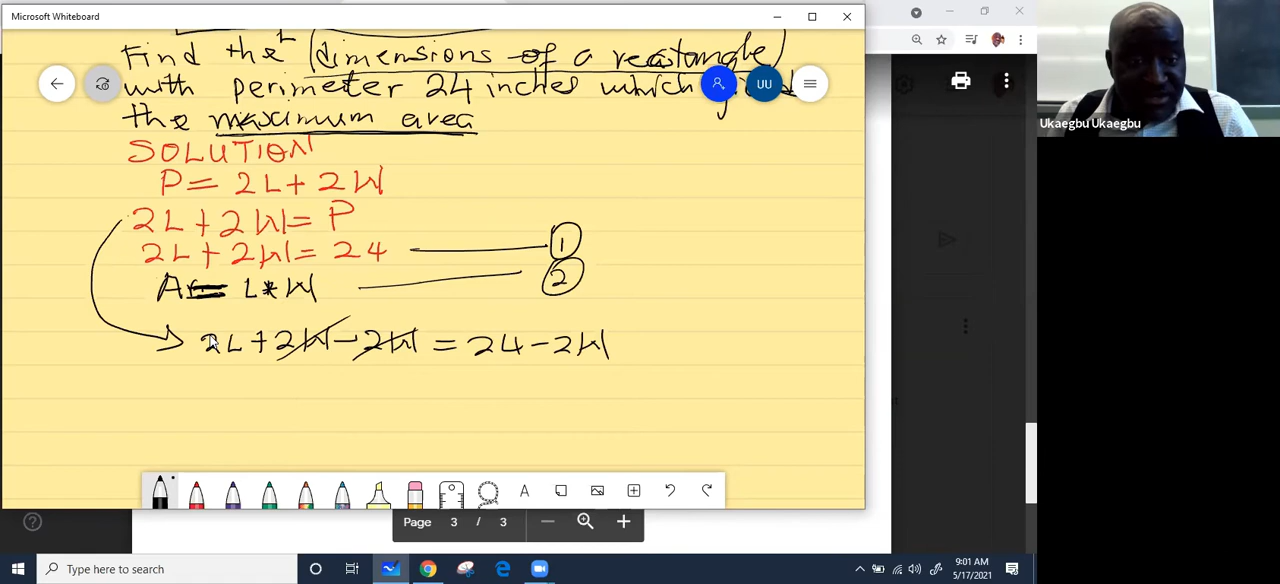 Microsoft Whiteboard
Find the (dimensions of a rectangle)
with perimeter 24 inches which
the maximum area
SOLUTION
P = 2L + 2W
2L + 2W = P
2L + 2W = 24 ① 
A = L * W ②
2L + 2W - 2W = 24 - 2W
UU
Ukaegbu Ukaegbu
A
Page 3 / 3
Type here to search
9:01 AM
5/17/2021